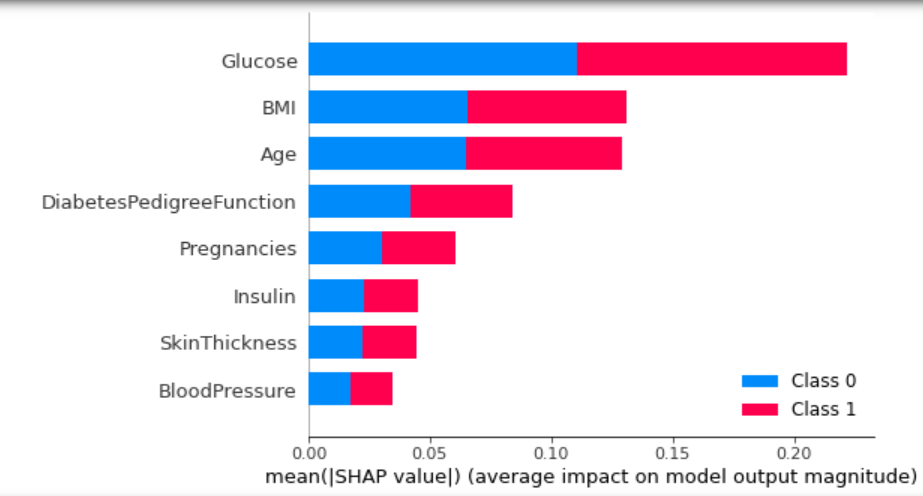 Glucose
BMI
Age
DiabetesPedigreeFunction
Pregnancies
Insulin
SkinThickness
BloodPressure
Class 0
Class 1
0.00 0.05 0.10 0.15 0.20
mean(|SHAP value|) (average impact on model output magnitude)